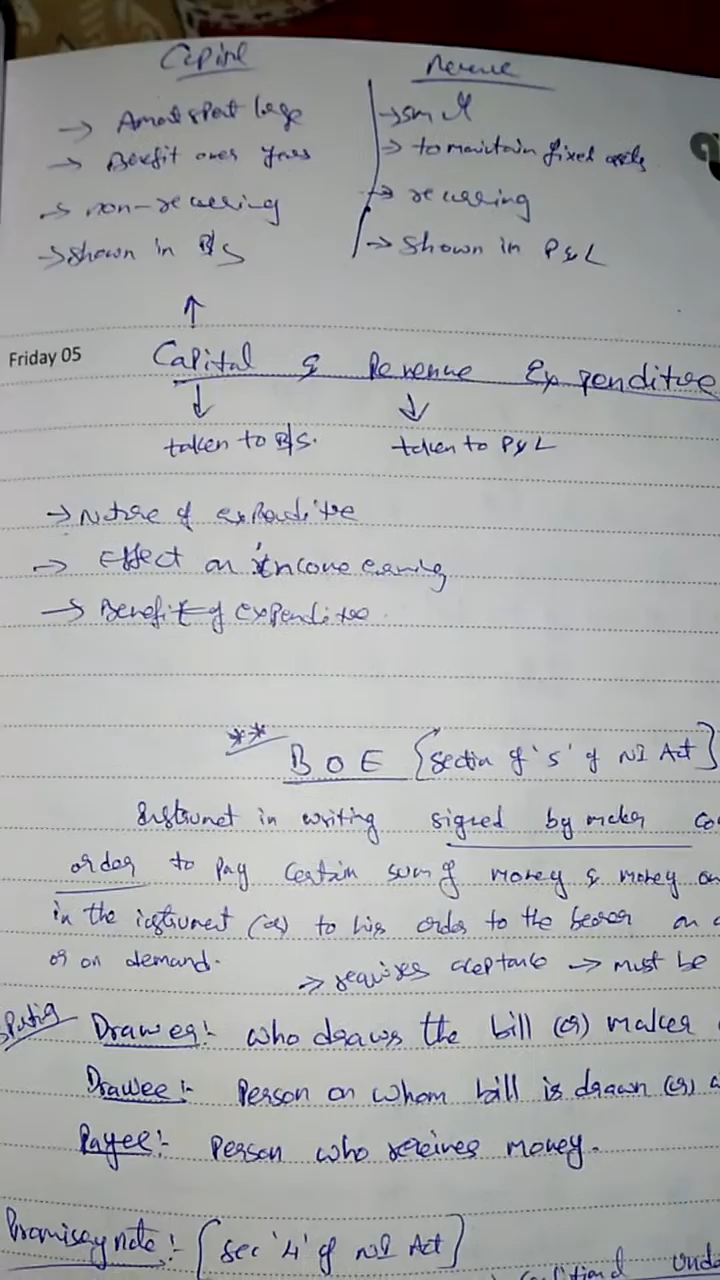 Capital Revenue
→ Amount spent large → small
→ Benefit over years → to maintain fixed assets
→ non-recurring → recurring
→ shown in B/S → shown in P&L
↑
Friday 05 Capital & Revenue Expenditure
↓ ↓
taken to B/S. taken to P&L
→ Nature of expenditure
→ Effect on income earning
→ Benefit of expenditure
** BOE [section of '5' of NI Act]
Instrument in writing signed by maker
order to pay certain sum of money & money
in the instrument (or) to his order to the bearer on
or on demand. → requires aceptance → must be
Drawer:- who draws the bill (or) maker
Drawee:- Person on whom bill is drawn (or)
Payee:- Person who receives money.
Promisay note:- [sec '4' of NI Act]